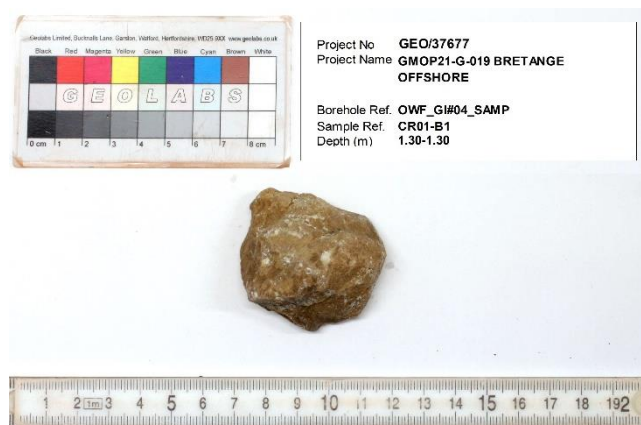 Geolabs Limited, Bucknalls Lane, Garston, Watford, Hertfordshire, WD25 9XX www.geolabs.co.uk
Black Red Magenta Yellow Green Blue Cyan Brown White
G E O L A B S
0 cm 1 2 3 4 5 6 7 8 cm
Project No GEO/37677
Project Name GMOP21-G-019 BRETANGE
OFFSHORE
Borehole Ref. OWF_GI#04_SAMP
Sample Ref. CR01-B1
Depth (m) 1.30-1.30
1 2 1m 3 4 5 6 7 8 9 10 11 12 13 14 15 16 17 18 19 2